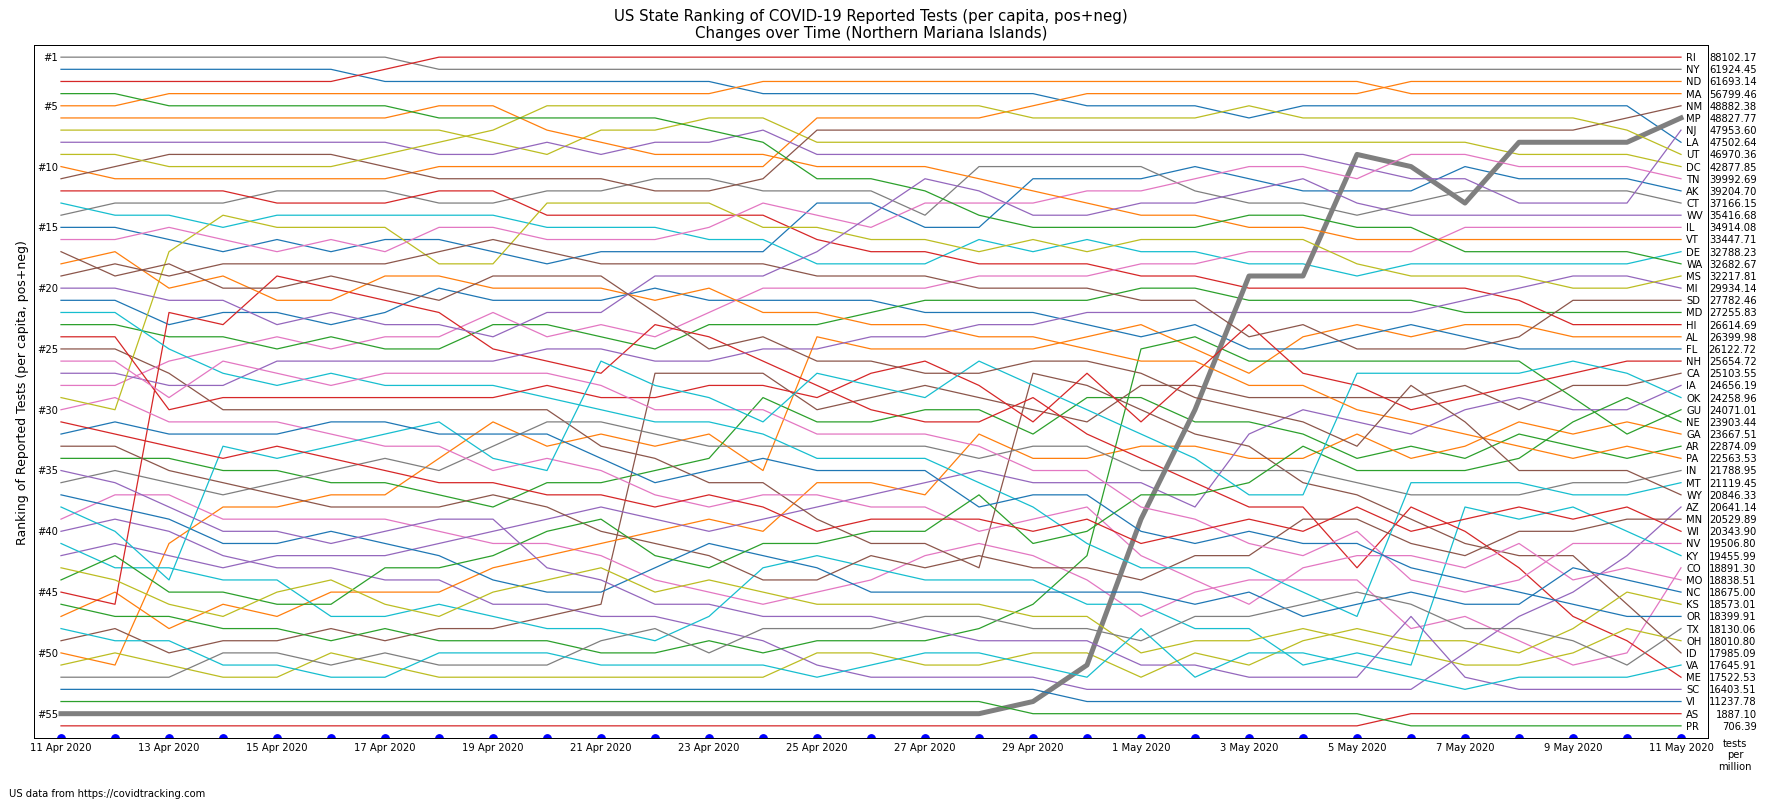 US State Ranking of COVID-19 Reported Tests (per capita, pos+neg)
Changes over Time (Northern Mariana Islands)
Ranking of Reported Tests (per capita, pos+neg)
#1
#5
#10
#15
#20
#25
#30
#35
#40
#45
#50
#55
RI 88102.17
NY 61924.45
ND 61693.14
MA 56799.46
NM 48882.38
MP 48827.77
NJ 47953.60
LA 47502.64
UT 46970.36
DC 42877.85
TN 39992.69
AK 39204.70
CT 37166.15
WV 35416.68
IL 34914.08
VT 33447.71
DE 32788.23
WA 32682.67
MS 32217.81
MI 29934.14
SD 27782.46
MD 27255.83
HI 26614.69
AL 26399.98
FL 26122.72
NH 25654.72
CA 25103.55
IA 24656.19
OK 24258.96
GU 24071.01
NE 23903.44
GA 23667.51
AR 22874.09
PA 22563.53
IN 21788.95
MT 21119.45
WY 20846.33
AZ 20641.14
MN 20529.89
WI 20343.90
NV 19506.80
KY 19455.99
CO 18891.30
MO 18838.51
NC 18675.00
KS 18573.01
OR 18399.91
TX 18130.06
OH 18010.80
ID 17985.09
VA 17645.91
ME 17522.53
SC 16403.51
VI 11237.78
AS 1887.10
PR 706.39
11 Apr 2020 13 Apr 2020 15 Apr 2020 17 Apr 2020 19 Apr 2020 21 Apr 2020 23 Apr 2020 25 Apr 2020 27 Apr 2020 29 Apr 2020 1 May 2020 3 May 2020 5 May 2020 7 May 2020 9 May 2020 11 May 2020
tests
per
million
US data from https://covidtracking.com